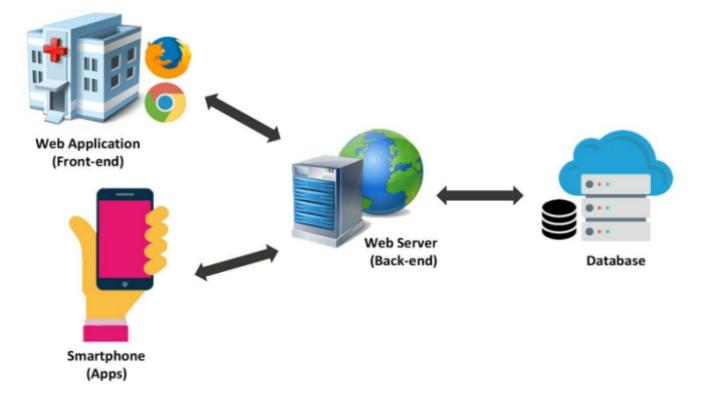 Web Application
(Front-end)
Web Server
(Back-end)
Database
Smartphone
(Apps)